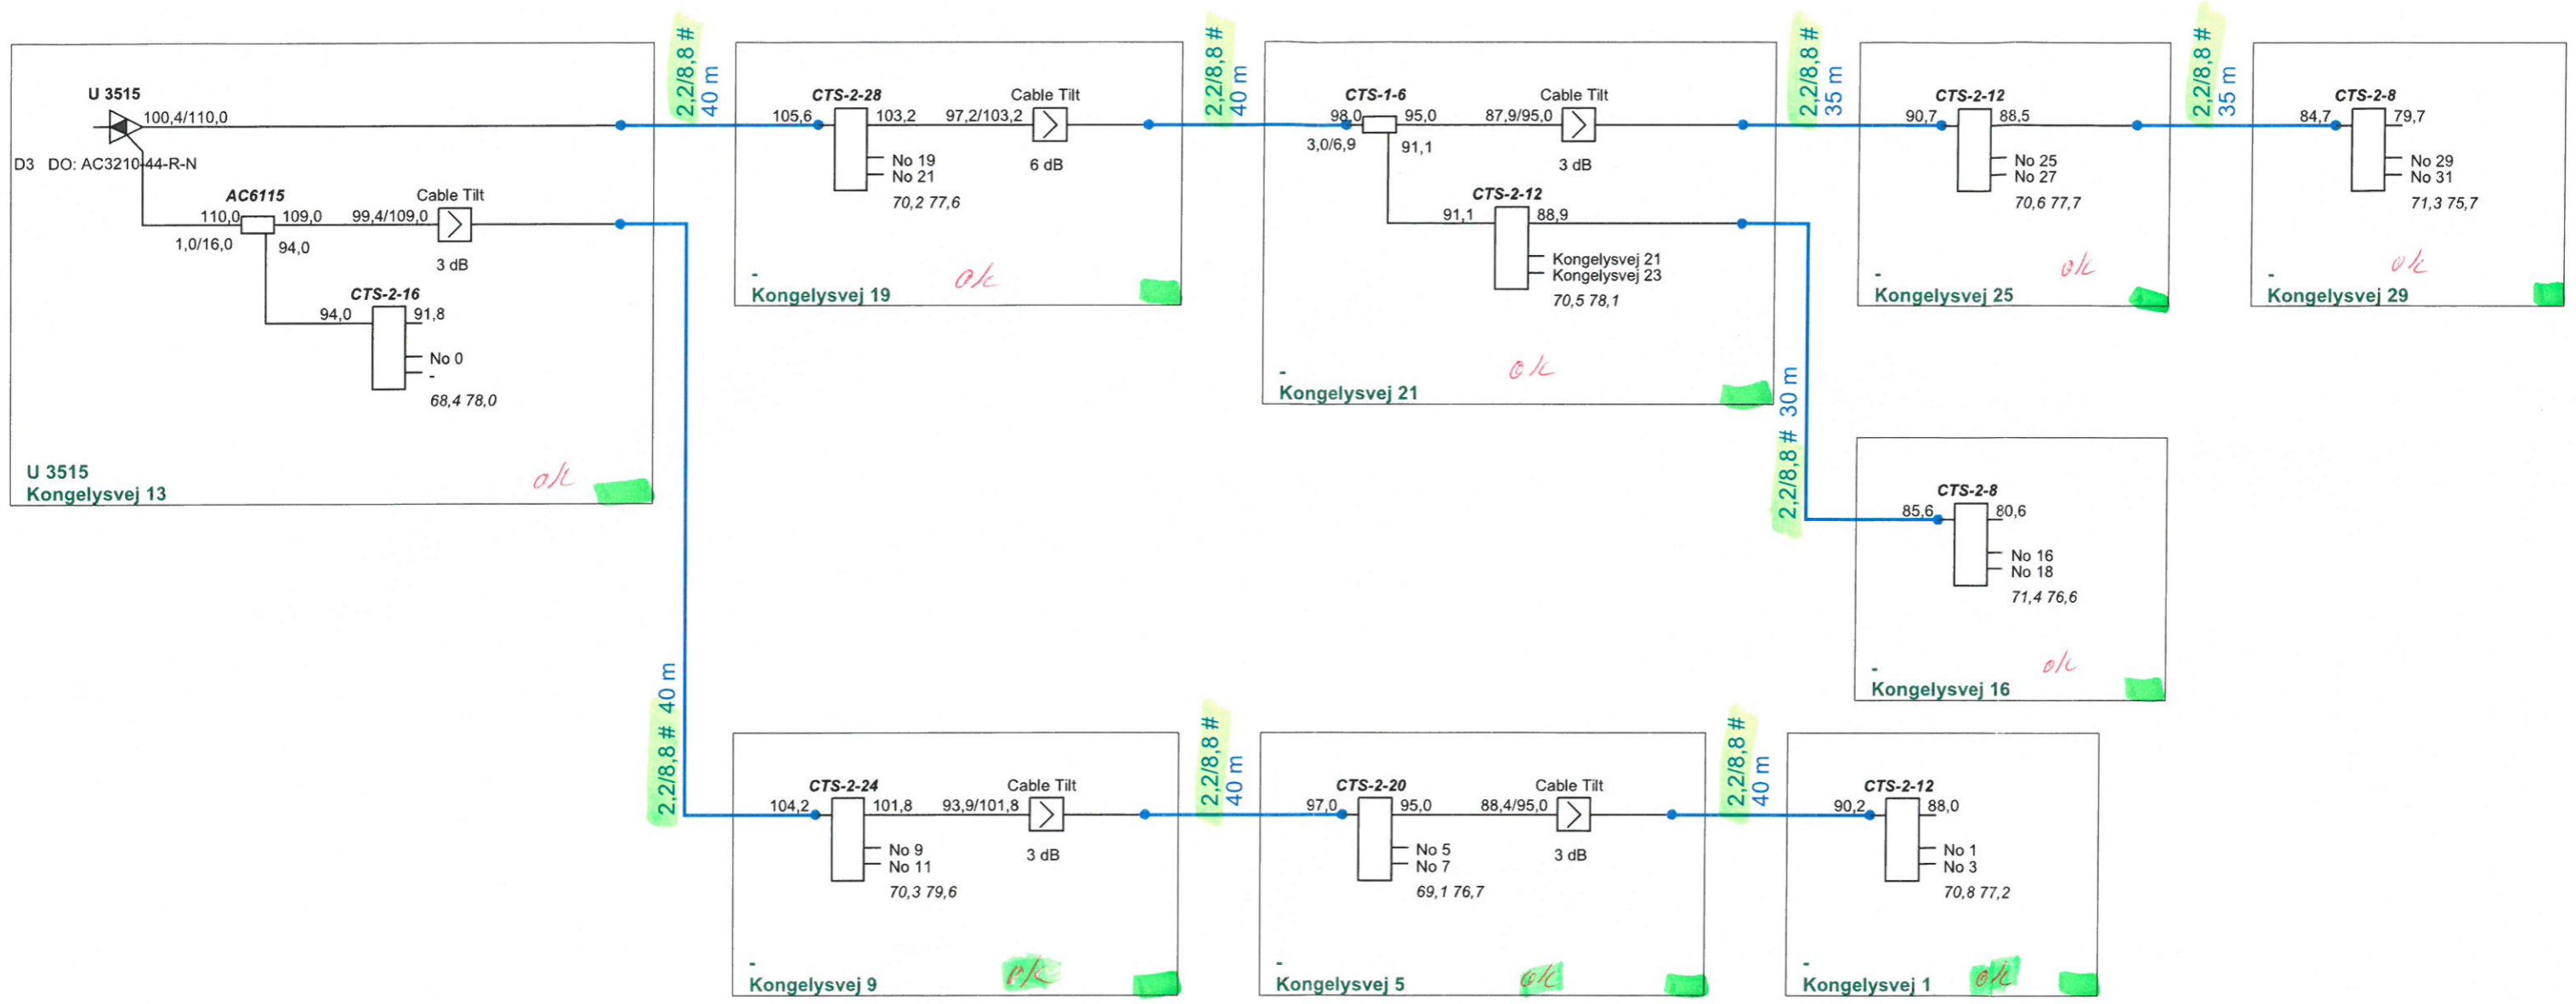 U 3515
100,4/110,0
D3 DO: AC3210-44-R-N
AC6115
110,0
109,0
99,4/109,0
Cable Tilt
1,0/16,0
94,0
3 dB
CTS-2-16
94,0
91,8
No 0
-
68,4 78,0
U 3515
Kongelysvej 13
ok
2,2/8,8 #
40 m
CTS-2-28
105,6
103,2
97,2/103,2
Cable Tilt
6 dB
No 19
No 21
70,2 77,6
-
Kongelysvej 19
ok
2,2/8,8 #
40 m
CTS-1-6
98,0
95,0
87,9/95,0
Cable Tilt
3,0/6,9
91,1
3 dB
CTS-2-12
91,1
88,9
Kongelysvej 21
Kongelysvej 23
70,5 78,1
-
Kongelysvej 21
ok
2,2/8,8 #
35 m
CTS-2-12
90,7
88,5
No 25
No 27
70,6 77,7
-
Kongelysvej 25
ok
2,2/8,8 #
35 m
CTS-2-8
84,7
79,7
No 29
No 31
71,3 75,7
-
Kongelysvej 29
ok
2,2/8,8 # 30 m
CTS-2-8
85,6
80,6
No 16
No 18
71,4 76,6
-
Kongelysvej 16
ok
2,2/8,8 # 40 m
CTS-2-24
104,2
101,8
93,9/101,8
Cable Tilt
3 dB
No 9
No 11
70,3 79,6
-
Kongelysvej 9
ok
2,2/8,8 #
40 m
CTS-2-20
97,0
95,0
88,4/95,0
Cable Tilt
3 dB
No 5
No 7
69,1 76,7
-
Kongelysvej 5
ok
2,2/8,8 #
40 m
CTS-2-12
90,2
88,0
No 1
No 3
70,8 77,2
-
Kongelysvej 1
ok